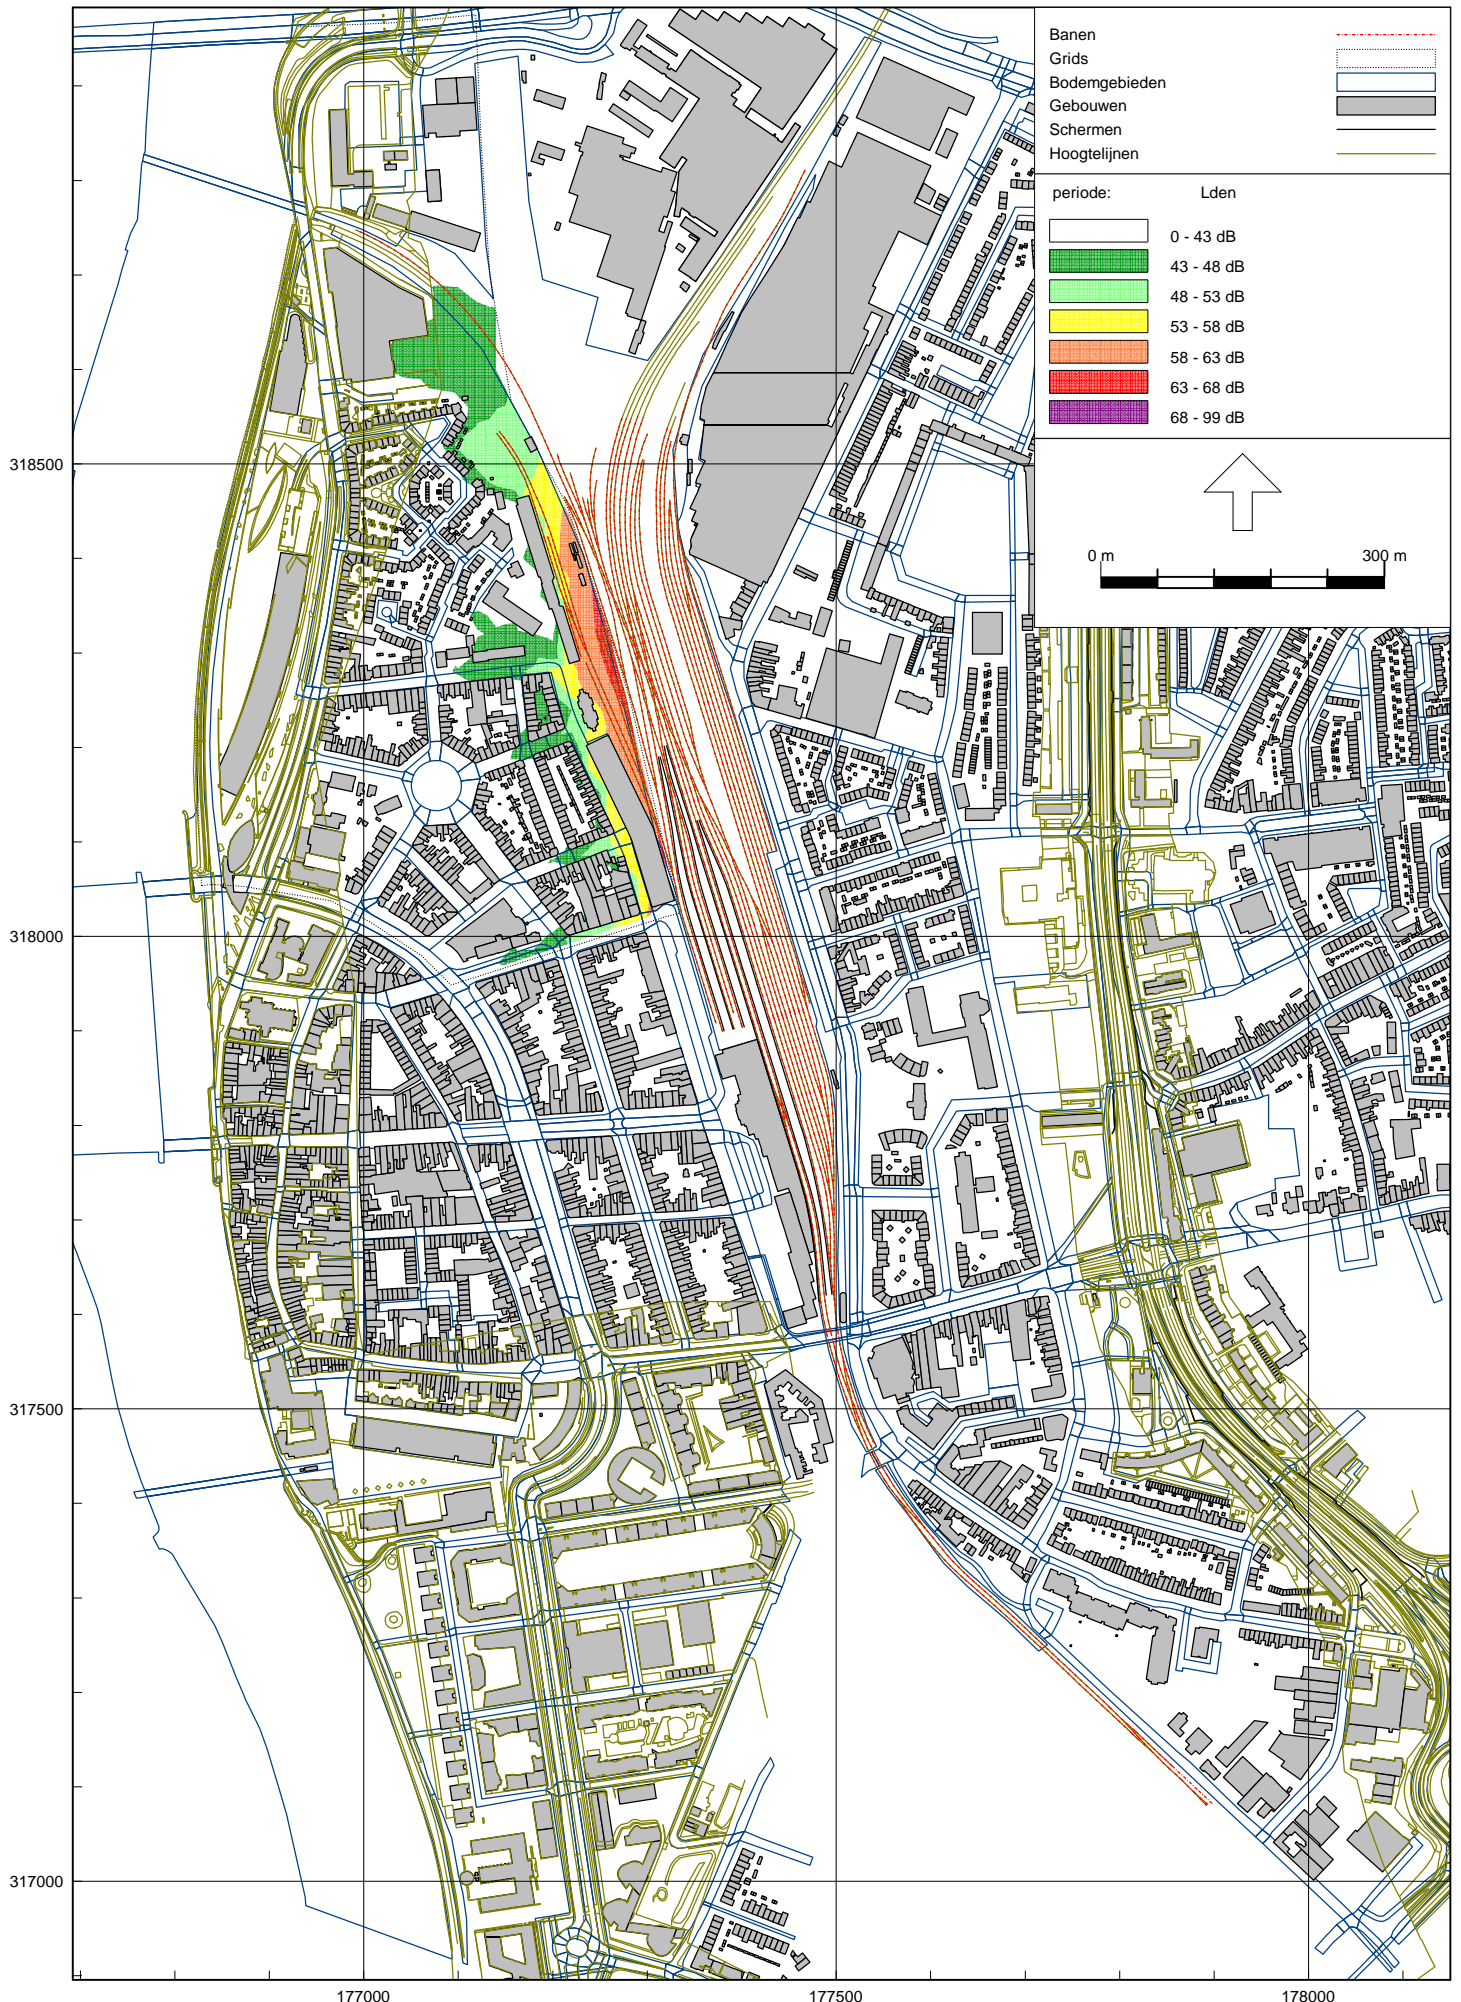 Banen
Grids
Bodemgebieden
Gebouwen
Schermen
Hoogtelijnen
periode: Lden
0 - 43 dB
43 - 48 dB
48 - 53 dB
53 - 58 dB
58 - 63 dB
63 - 68 dB
68 - 99 dB
318500
0 m 300 m
318000
317500
317000
177000 177500 178000